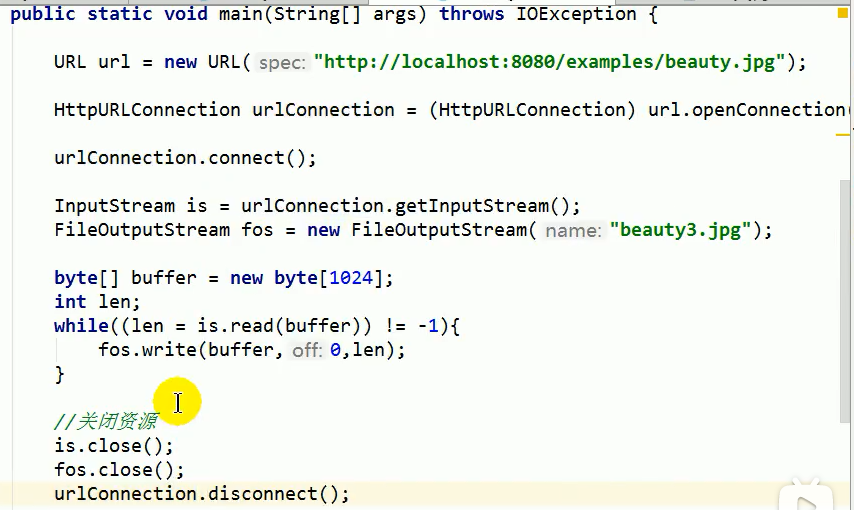 public static void main(String[] args) throws IOException {
URL url = new URL( spec: "http://localhost:8080/examples/beauty.jpg");
HttpURLConnection urlConnection = (HttpURLConnection) url.openConnection(
urlConnection.connect();
InputStream is = urlConnection.getInputStream();
FileOutputStream fos = new FileOutputStream( name: "beauty3.jpg");
byte[] buffer = new byte[1024];
int len;
while((len = is.read(buffer)) != -1){
fos.write(buffer, off: 0,len);
}
//关闭资源
is.close();
fos.close();
urlConnection.disconnect();